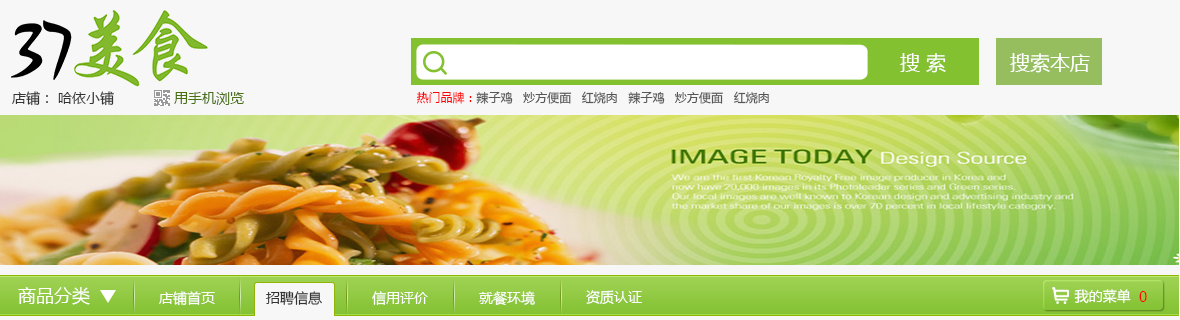 37美食
店铺： 哈依小铺 用手机浏览
搜 索
搜索本店
热门品牌：辣子鸡 炒方便面 红烧肉 辣子鸡 炒方便面 红烧肉
IMAGE TODAY Design Source
We are the first Korean Royalty Free image producer in Korea and
now have 20,000 images in its Photoleader series and Green series.
Our local images are well known to Korean design and advertising industry and
the market share of our images is over 70 percent in local lifestyle category.
商品分类 ▼ 店铺首页 招聘信息 信用评价 就餐环境 资质认证 我的菜单 0